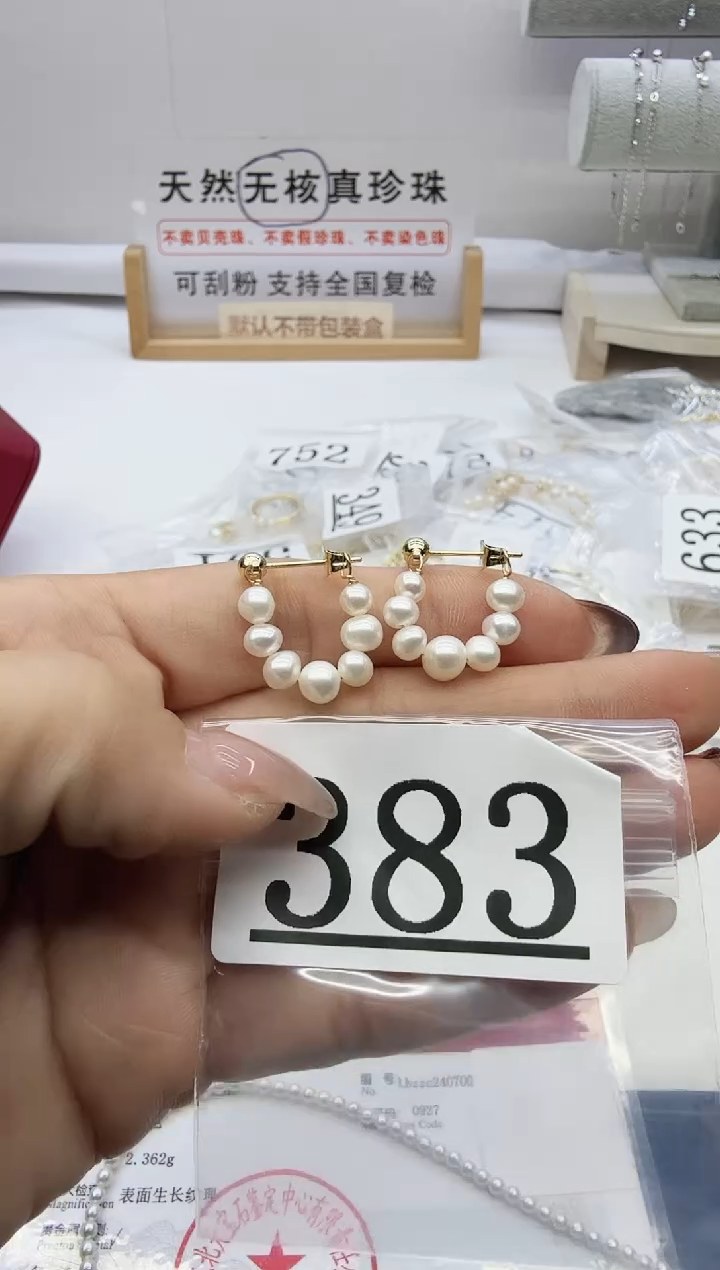 天然无核真珍珠
不卖贝壳珠、不卖假珍珠、不卖染色珠
可刮粉 支持全国复检
默认不带包装盒
752
349
633
383
编号
No.
Lhszc240700
0927
Code
2.362g
表面生长纹理